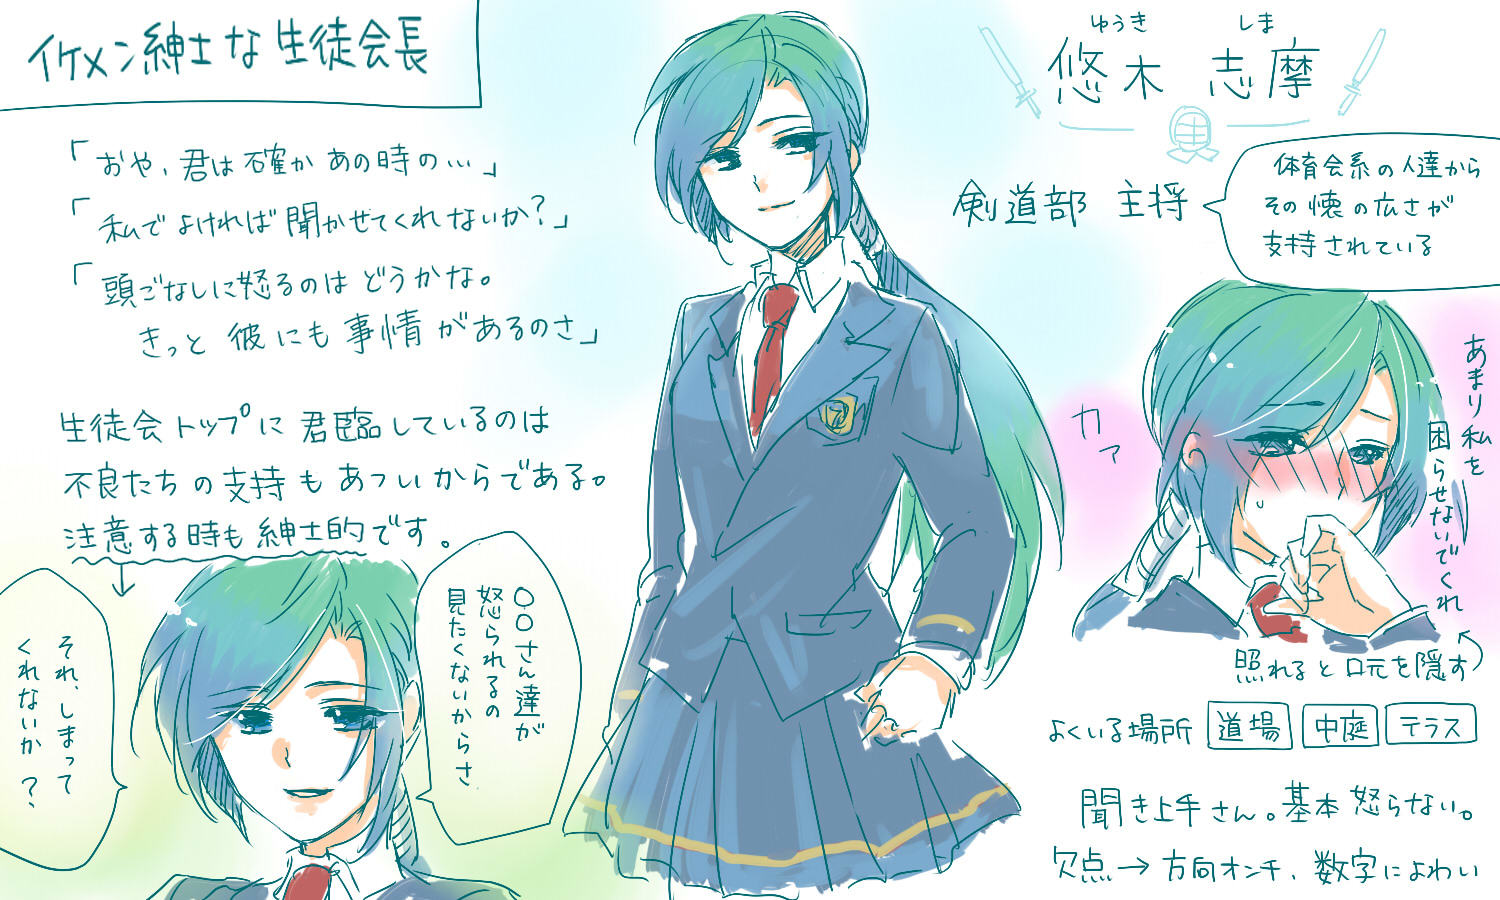 イケメン紳士な生徒会長
「おや、君は確かあの時の…」
「私でよければ聞かせてくれないか?」
「頭ごなしに怒るのはどうかな。
きっと彼にも事情があるのさ」
生徒会トップに君臨しているのは
不良たちの支持もあついからである。
注意する時も紳士的です。
〇〇さん達が
怒られるの
見たくないからさ
それ、しまって
くれないか?
ゆうき しま
悠木 志摩
剣道部 主将
体育会系の人達から
その懐の広さが
支持されている
カァ
あまり私を
困らせないでくれ
照れると口元を隠す
よくいる場所 道場 中庭 テラス
聞き上手さん。基本怒らない。
欠点→方向オンチ、数字によわい